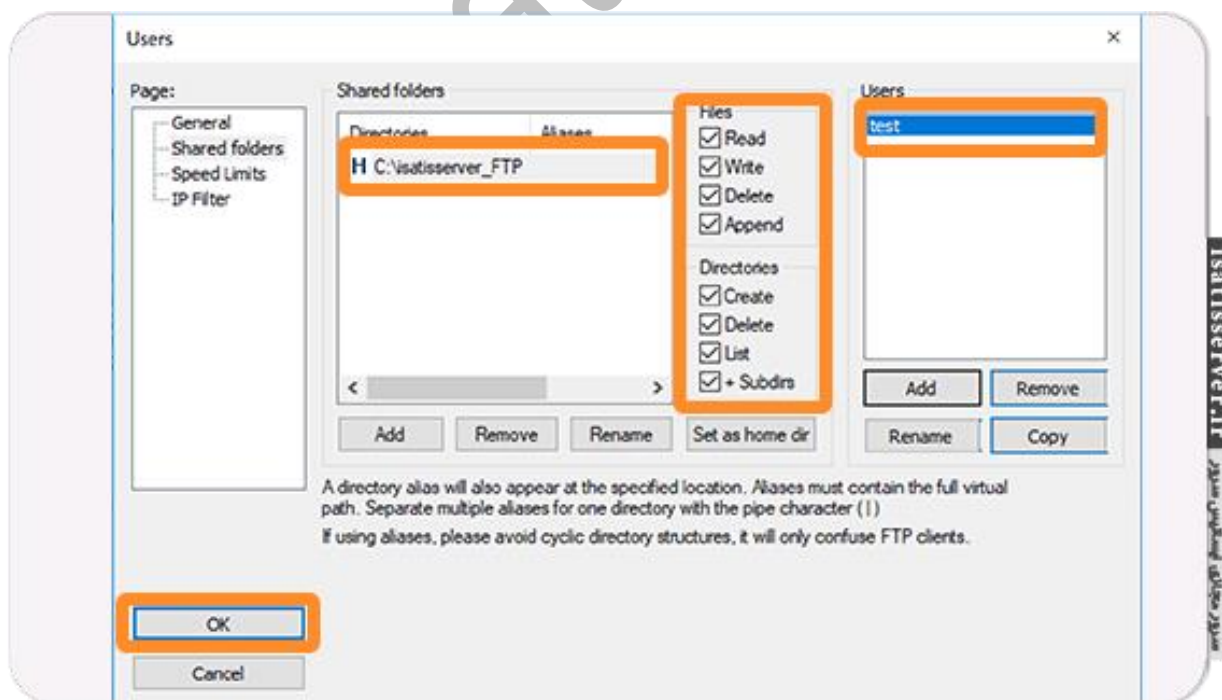 Users
Page:
General
Shared folders
Speed Limits
IP Filter
Shared folders
Directories Aliases
H C:\isatisserver_FTP
Files
Read
Write
Delete
Append
Directories
Create
Delete
List
+ Subdirs
Add Remove Rename Set as home dir
Users
test
Add Remove
Rename Copy
A directory alias will also appear at the specified location. Aliases must contain the full virtual
path. Separate multiple aliases for one directory with the pipe character (|)
If using aliases, please avoid cyclic directory structures, it will only confuse FTP clients.
OK
Cancel
Isatisserver.ir